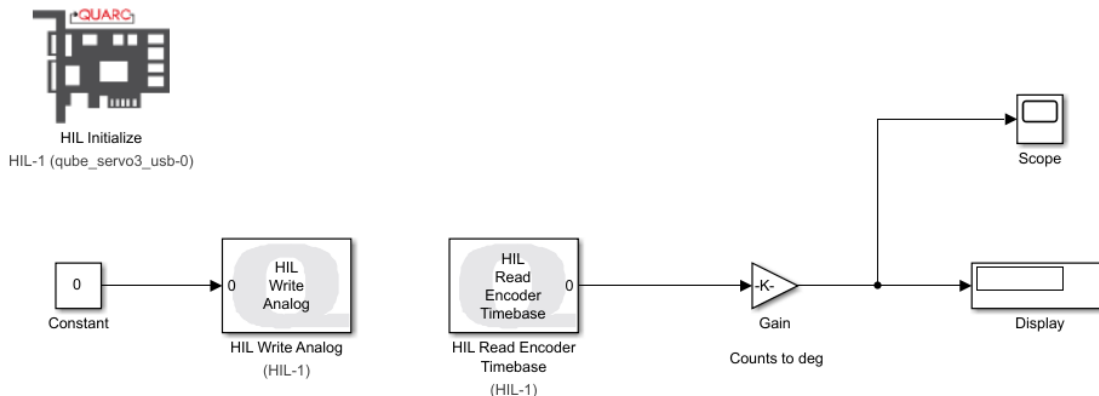 QUARC
HIL Initialize
HIL-1 (qube_servo3_usb-0)
Scope
0
Constant
0
HIL
Write
Analog
HIL Write Analog
(HIL-1)
HIL
Read
Encoder
Timebase
0
HIL Read Encoder
Timebase
(HIL-1)
-K-
Gain
Counts to deg
Display